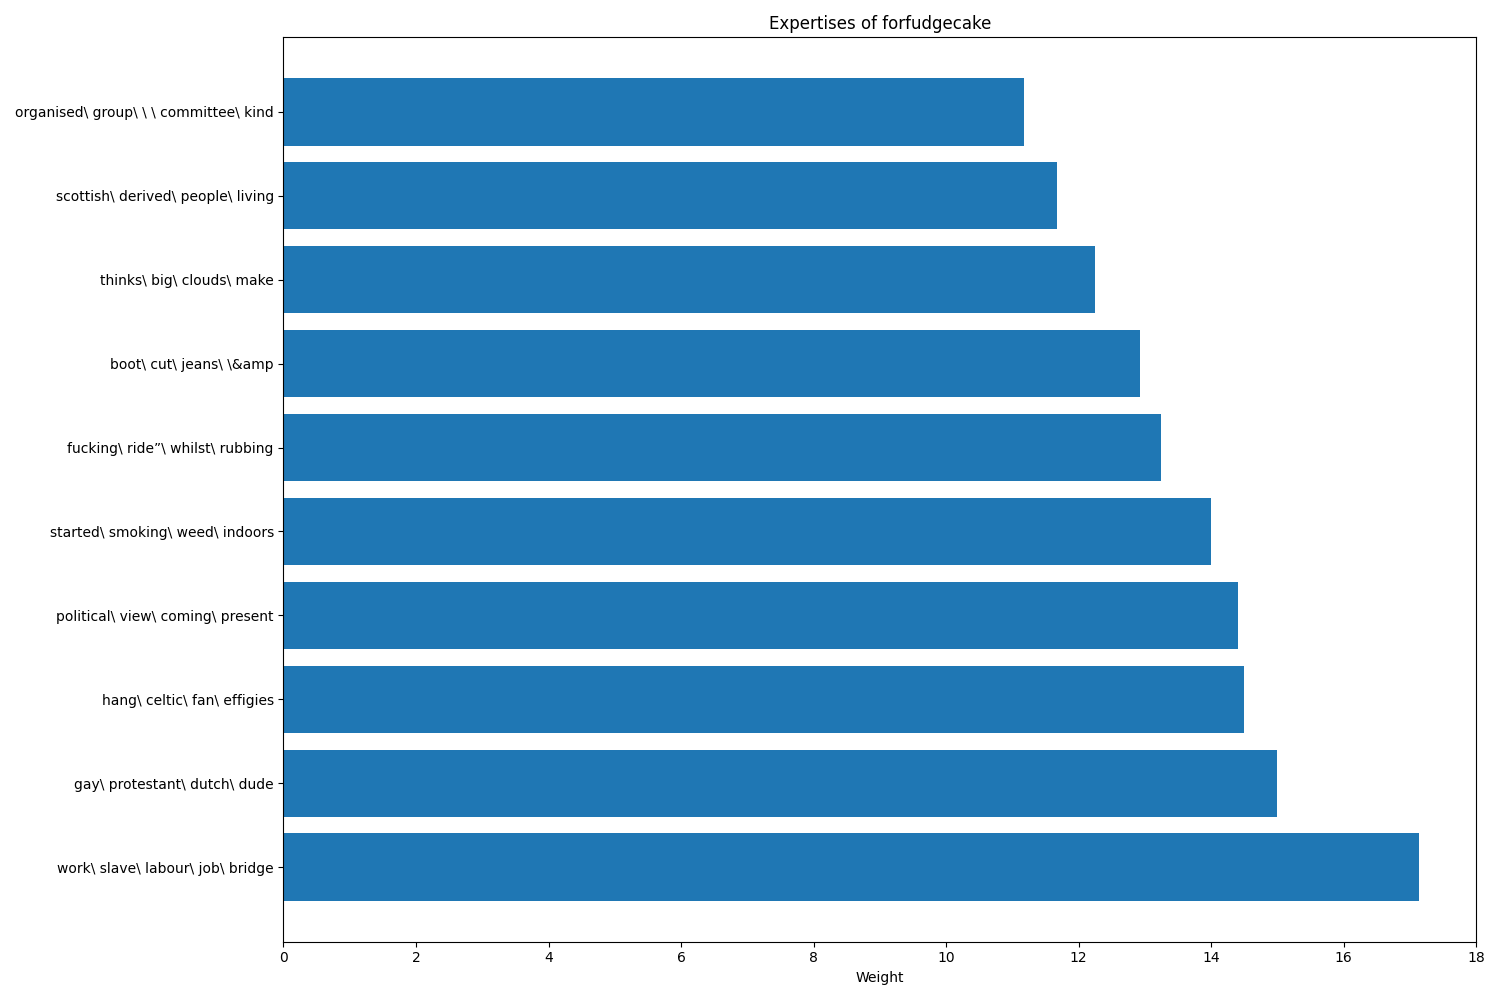 Expertises of forfudgecake
organised\ group\ \ \ committee\ kind
scottish\ derived\ people\ living
thinks\ big\ clouds\ make
boot\ cut\ jeans\ \&amp
fucking\ ride”\ whilst\ rubbing
started\ smoking\ weed\ indoors
political\ view\ coming\ present
hang\ celtic\ fan\ effigies
gay\ protestant\ dutch\ dude
work\ slave\ labour\ job\ bridge
0 2 4 6 8 10 12 14 16 18
Weight